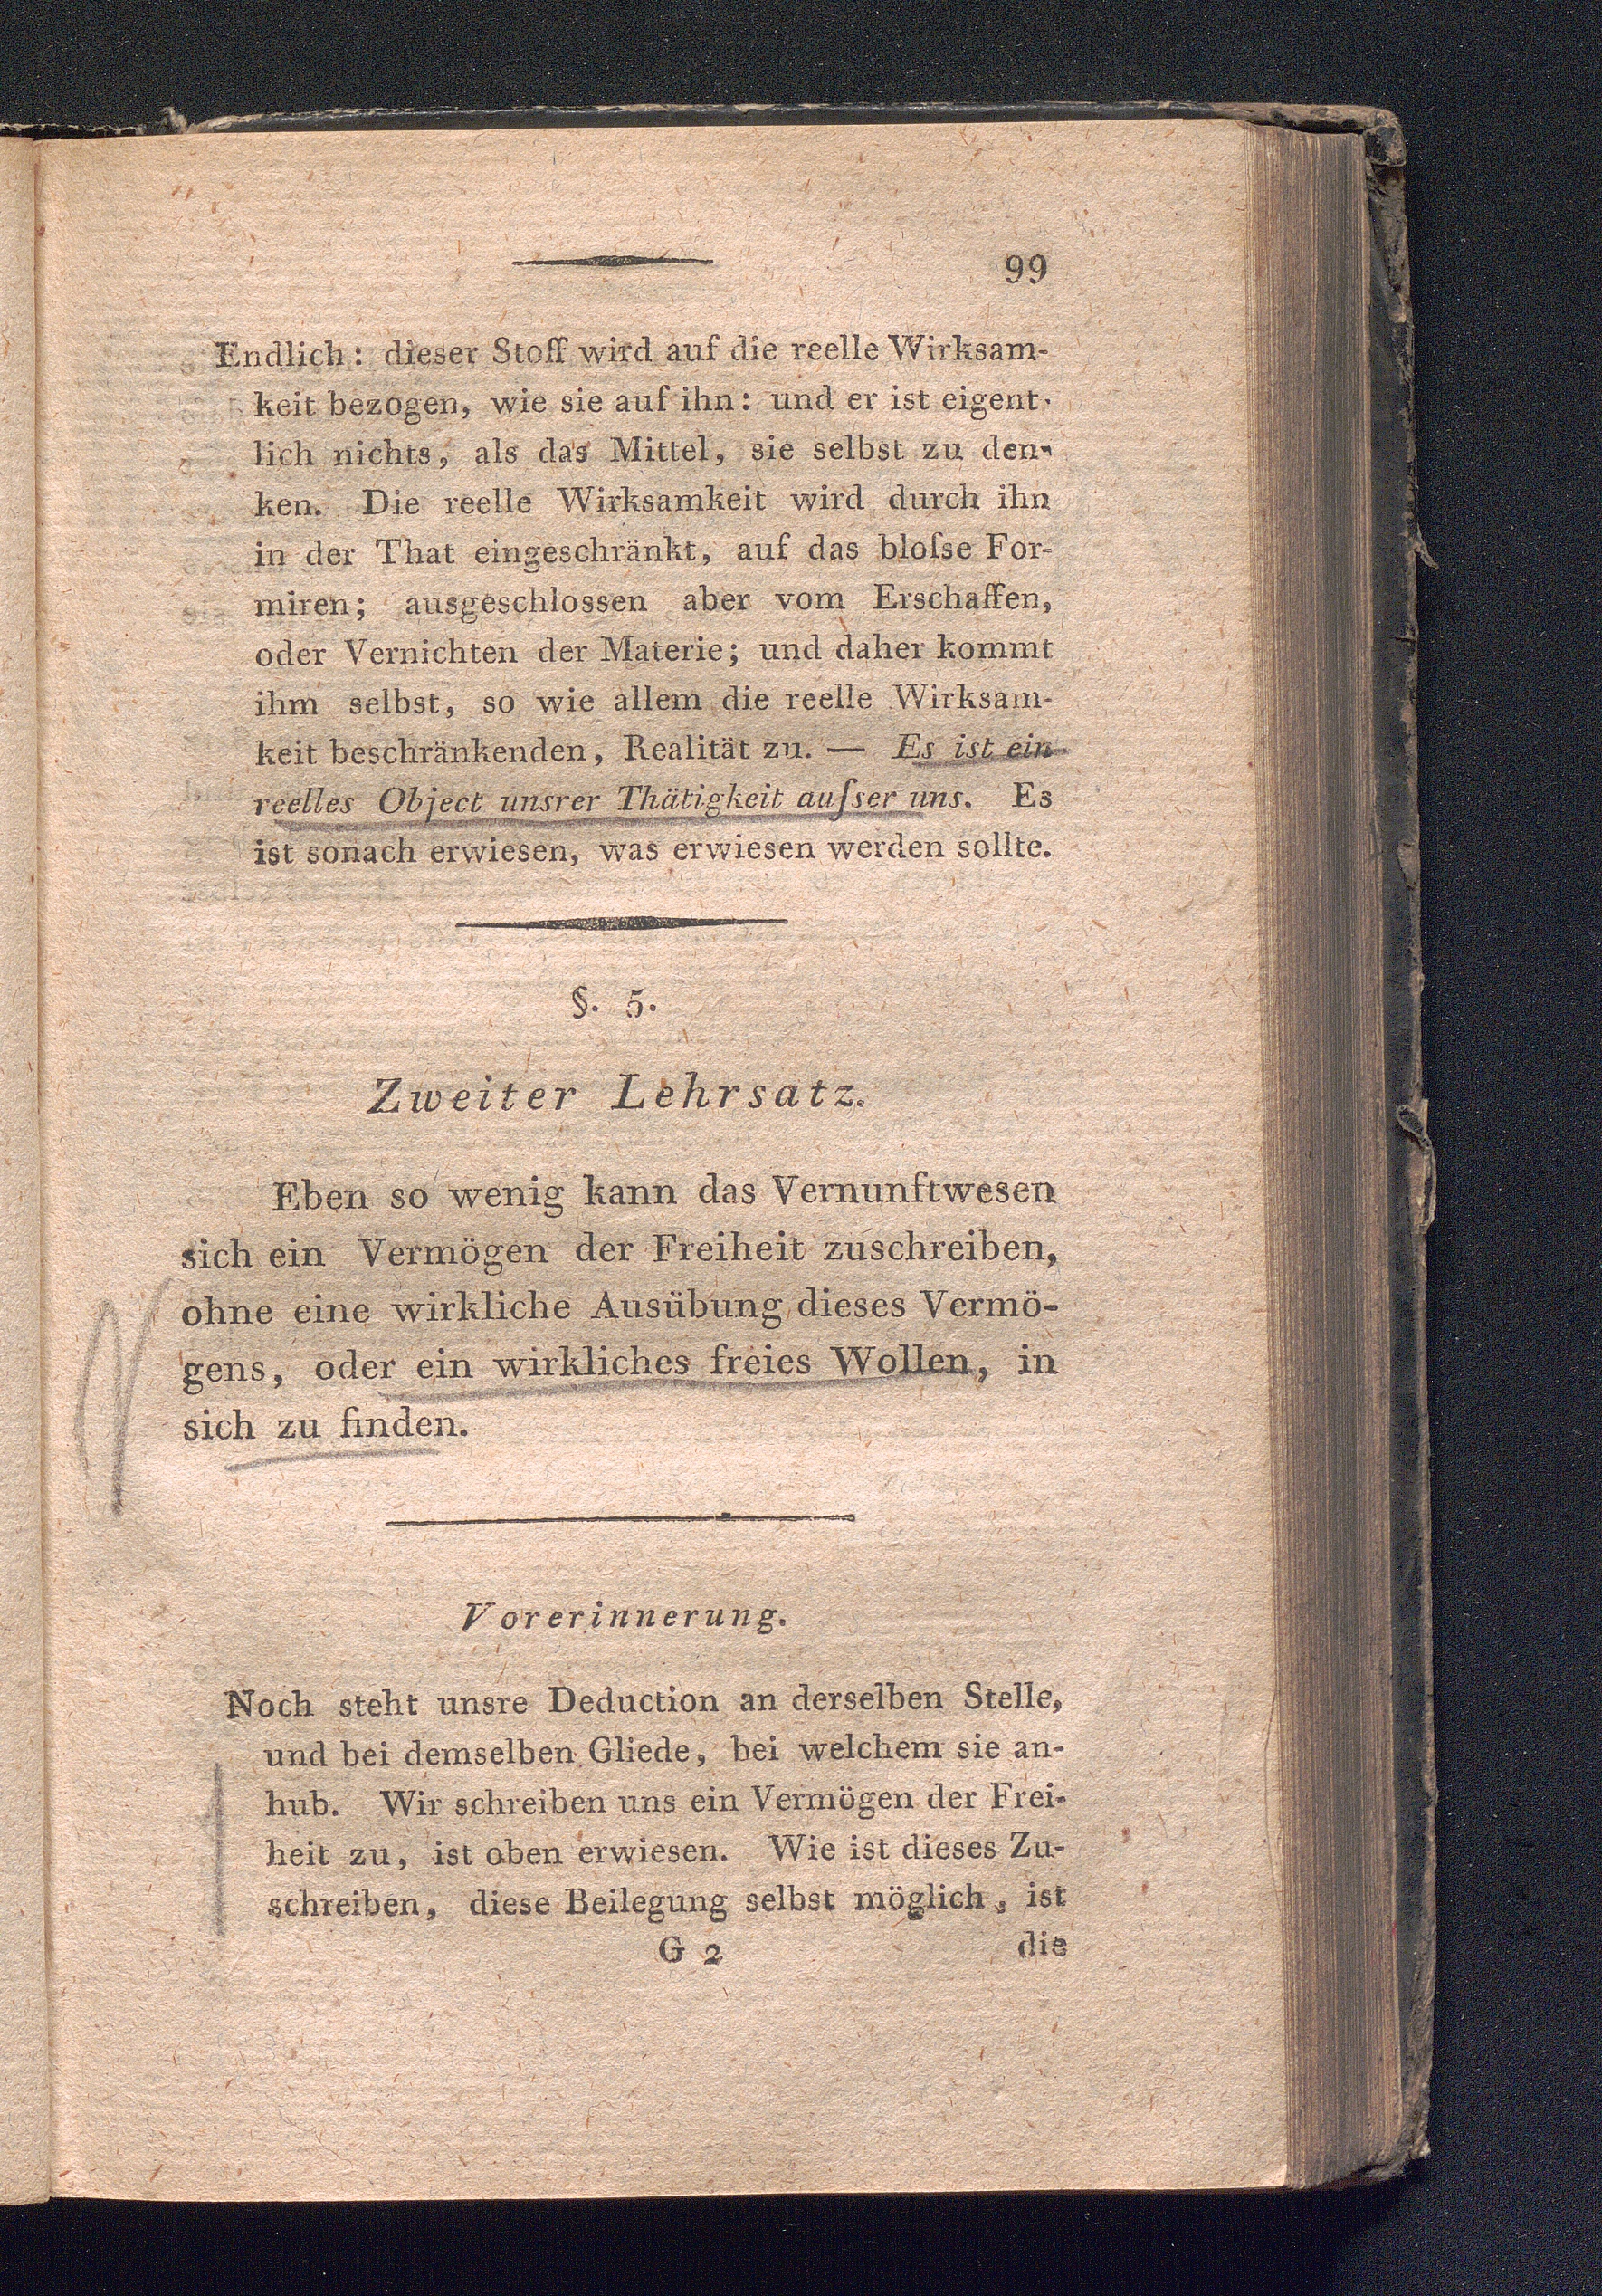 99
Endlich: dieser Stoff wird auf die reelle Wirksam-
keit bezogen, wie sie auf ihn: und er ist eigent-
lich nichts, als das Mittel, sie selbst zu den-
ken. Die reelle Wirksamkeit wird durch ihn
in der That eingeschränkt, auf das bloſse For-
miren; ausgeschlossen aber vom Erschaffen,
oder Vernichten der Materie; und daher kommt
ihm selbst, so wie allem die reelle Wirksam-
keit beschränkenden, Realität zu. — Es ist ein
reelles Object unsrer Thätigkeit auſser uns. Es
ist sonach erwiesen, was erwiesen werden sollte.
§. 5.
Zweiter Lehrsatz.
Eben so wenig kann das Vernunftwesen
sich ein Vermögen der Freiheit zuschreiben,
ohne eine wirkliche Ausübung dieses Vermö-
gens, oder ein wirkliches freies Wollen, in
sich zu finden.
Vorerinnerung.
Noch steht unsre Deduction an derselben Stelle,
und bei demselben Gliede, bei welchem sie an-
hub. Wir schreiben uns ein Vermögen der Frei-
heit zu, ist oben erwiesen. Wie ist dieses Zu-
schreiben, diese Beilegung selbst möglich, ist
G 2 die